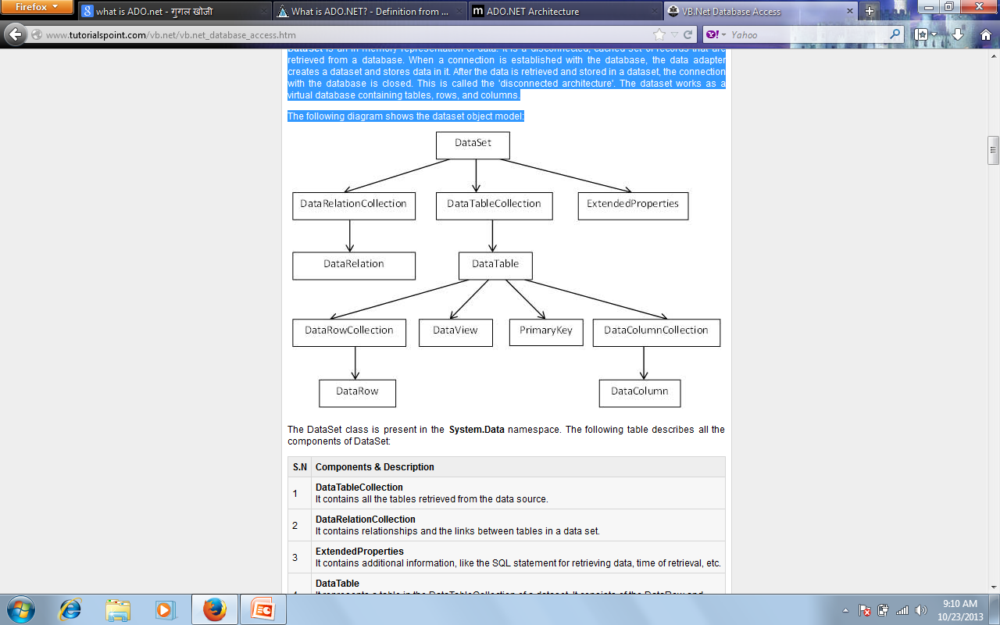 Firefox
what is ADO.net - गुगल खोजी
What is ADO.NET? - Definition from ...
ADO.NET Architecture
VB.Net Database Access
www.tutorialspoint.com/vb.net/vb.net_database_access.htm
Yahoo
DataSet is an in-memory representation of data. It is a disconnected, cached set of records that are
retrieved from a database. When a connection is established with the database, the data adapter
creates a dataset and stores data in it. After the data is retrieved and stored in a dataset, the connection
with the database is closed. This is called the 'disconnected architecture'. The dataset works as a
virtual database containing tables, rows, and columns.
The following diagram shows the dataset object model:
DataSet
DataRelationCollection
DataTableCollection
ExtendedProperties
DataRelation
DataTable
DataRowCollection
DataView
PrimaryKey
DataColumnCollection
DataRow
DataColumn
The DataSet class is present in the System.Data namespace. The following table describes all the
components of DataSet:
S.N Components & Description
1
DataTableCollection
It contains all the tables retrieved from the data source.
2
DataRelationCollection
It contains relationships and the links between tables in a data set.
3
ExtendedProperties
It contains additional information, like the SQL statement for retrieving data, time of retrieval, etc.
DataTable
It represents a table in the DataTableCollection of a dataset. It consists of the DataRow and
9:10 AM
10/23/2013